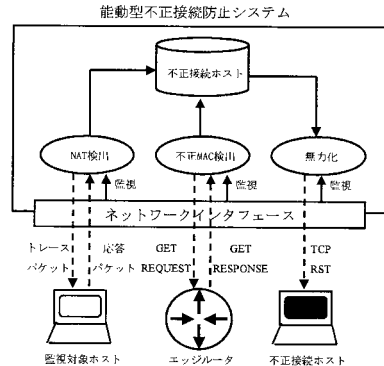 能動型不正接続防止システム
不正接続ホスト
NAT検出
不正MAC検出
無力化
監視
監視
監視
ネットワークインタフェース
トレース
パケット
応答
パケット
GET
REQUEST
GET
RESPONSE
TCP
RST
監視対象ホスト
エッジルータ
不正接続ホスト